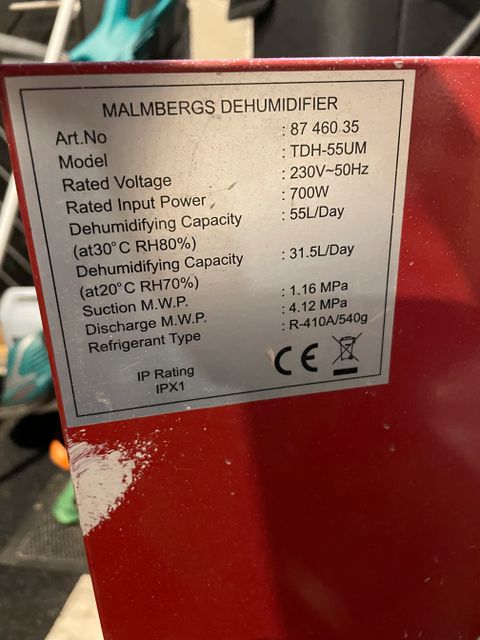 MALMBERGS DEHUMIDIFIER
Art.No : 87 460 35
Model : TDH-55UM
Rated Voltage : 230V~50Hz
Rated Input Power : 700W
Dehumidifying Capacity : 55L/Day
(at30°C RH80%)
Dehumidifying Capacity : 31.5L/Day
(at20°C RH70%)
Suction M.W.P. : 1.16 MPa
Discharge M.W.P. : 4.12 MPa
Refrigerant Type : R-410A/540g
CE
IP Rating
IPX1